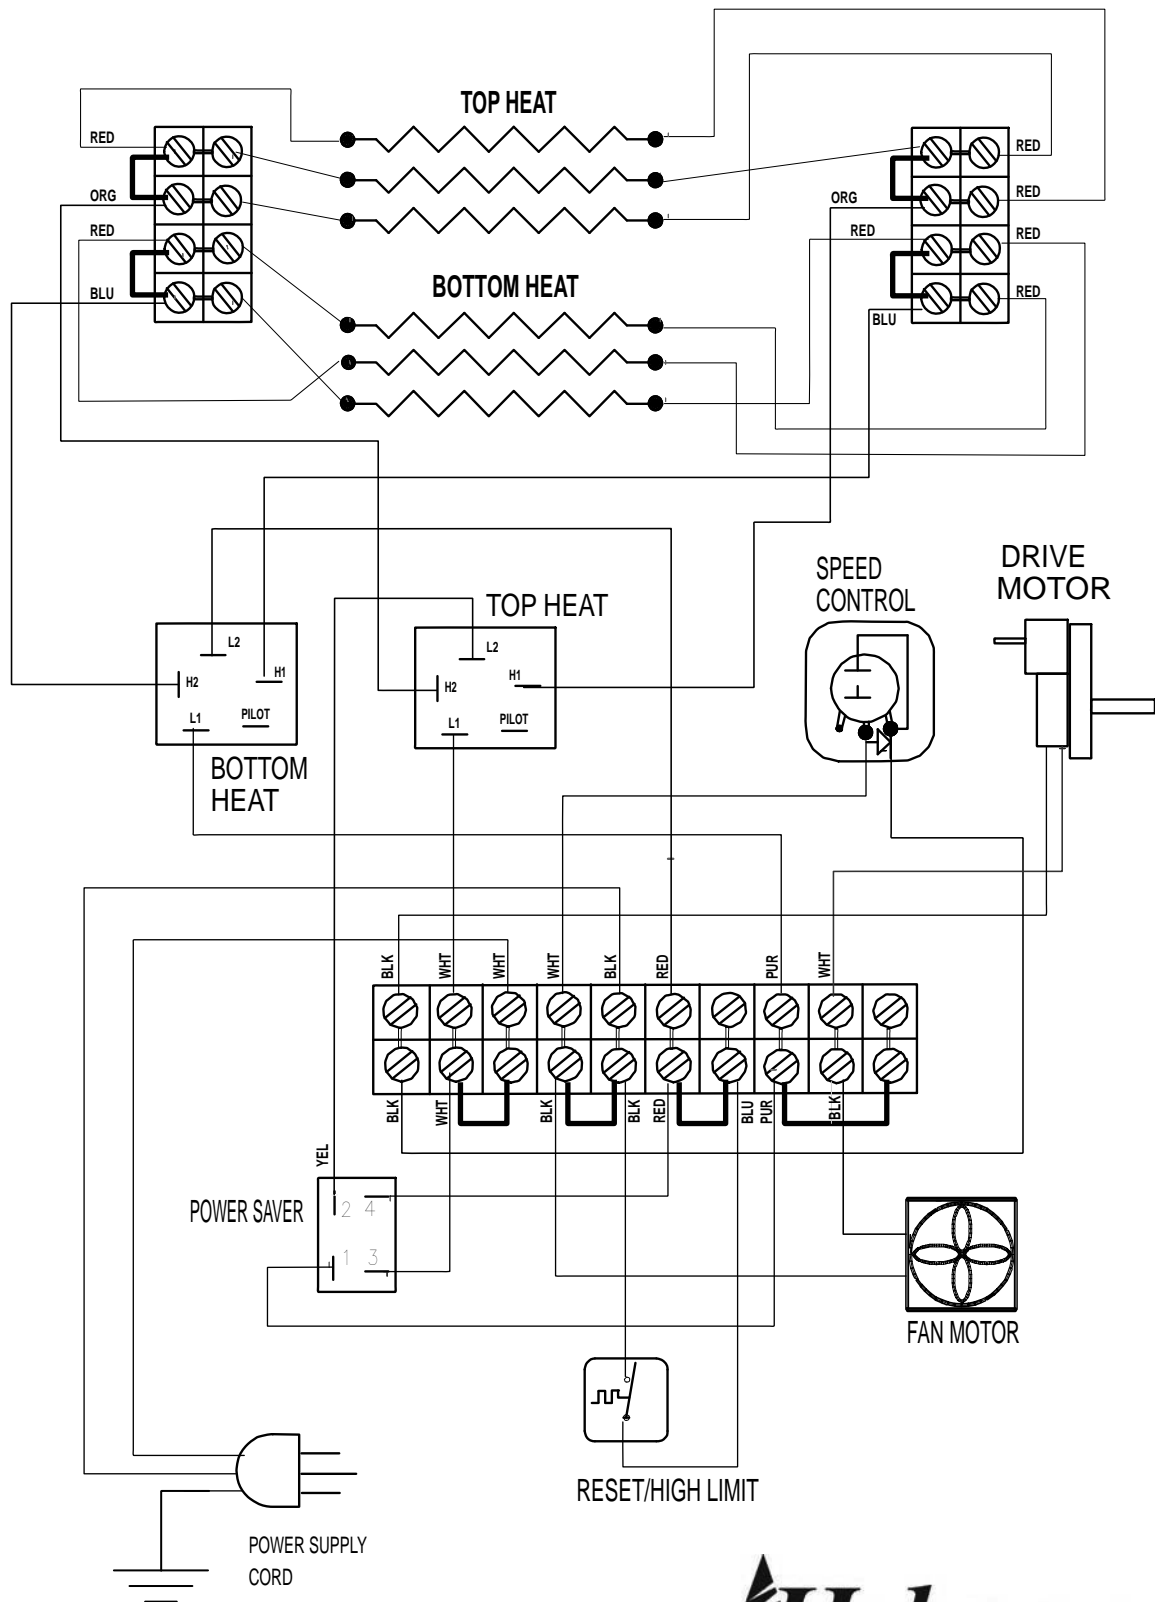 TOP HEAT
RED
ORG
RED
BLU
RED
RED
RED
RED
ORG
RED
BLU
BOTTOM HEAT
SPEED
CONTROL
DRIVE
MOTOR
TOP HEAT
L2
H1
H2
L1
PILOT
BOTTOM
HEAT
L2
H1
H2
L1
PILOT
BLK
WHT
WHT
WHT
BLK
RED
PUR
WHT
BLK
WHT
BLK
BLK
RED
BLU
PUR
BLK
YEL
POWER SAVER
2 4
1 3
FAN MOTOR
RESET/HIGH LIMIT
POWER SUPPLY
CORD